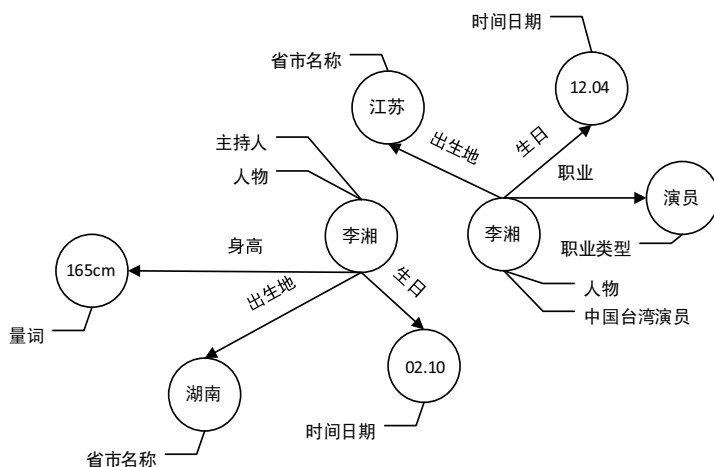 时间日期
省市名称
12.04
江苏
出生地
生日
主持人
职业
人物
演员
李湘
李湘
身高
职业类型
165cm
出生地
生日
人物
中国台湾演员
量词
02.10
湖南
时间日期
省市名称